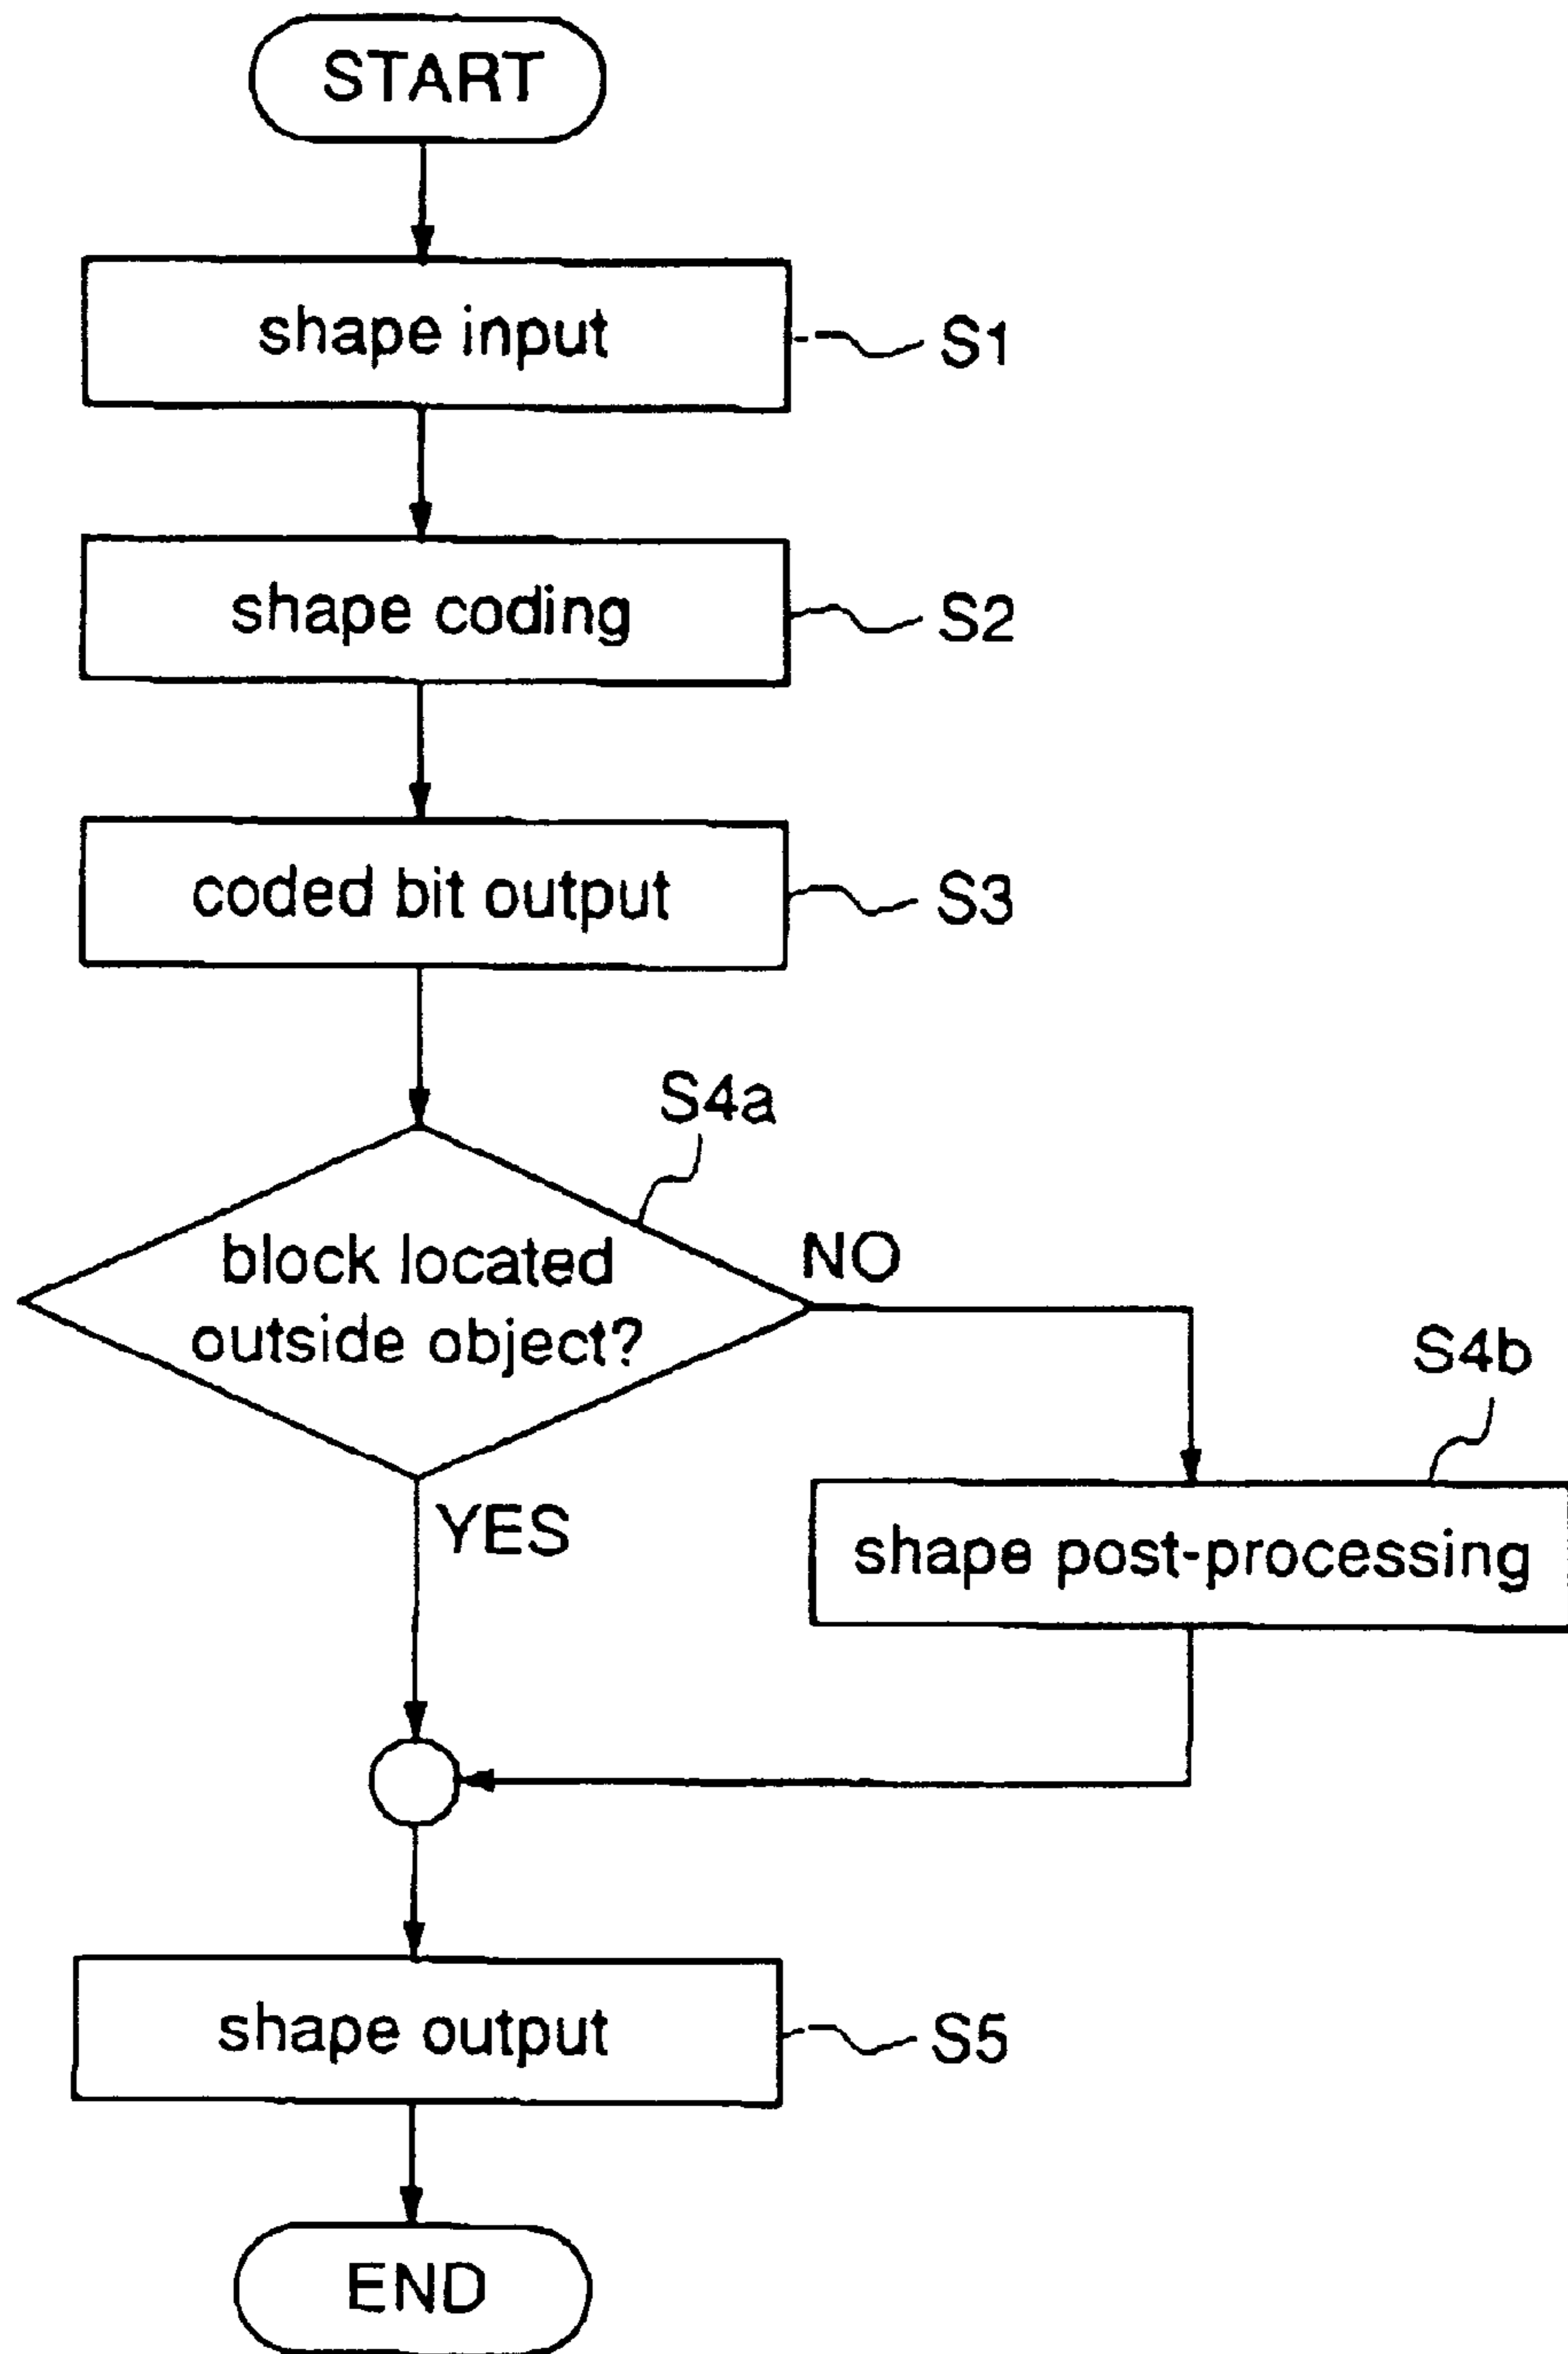 START
shape input
S1
shape coding
S2
coded bit output
S3
S4a
block located
outside object?
NO
S4b
YES
shape post-processing
shape output
S5
END